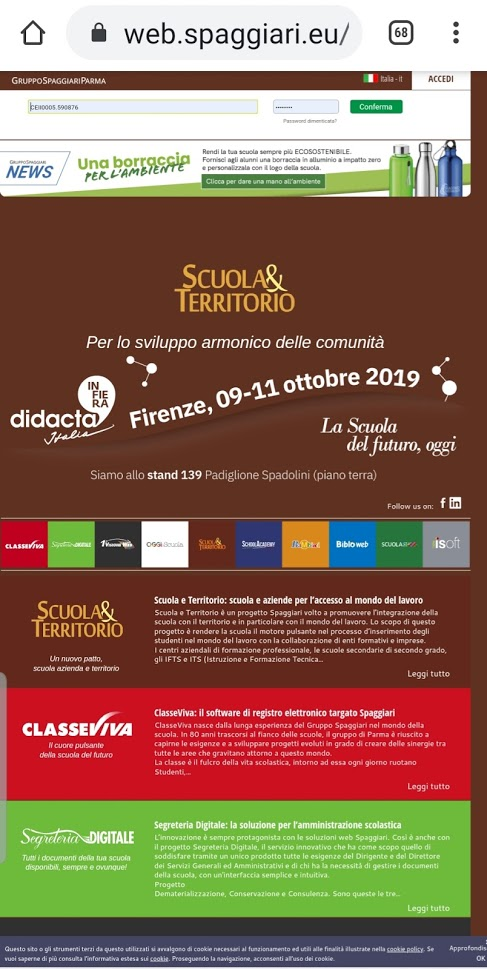 web.spaggiari.eu/
68
GRUPPOSPAGGIARIPARMA
Italia - it
ACCEDI
CEII0005.590876
········
Conferma
Password dimenticata?
GRUPPOSPAGGIARI
NEWS
Una borraccia
PER L'AMBIENTE
Rendi la tua scuola sempre più ECOSOSTENIBILE.
Fornisci agli alunni una borraccia in alluminio a impatto zero
e personalizzala con il logo della scuola.
Clicca per dare una mano all'ambiente
SCUOLA&
TERRITORIO
Per lo sviluppo armonico delle comunità
IN
FIE
RA
didacta
Italia
Firenze, 09-11 ottobre 2019
La Scuola
del futuro, oggi
Siamo allo stand 139 Padiglione Spadolini (piano terra)
Follow us on:
CLASSEVIVA
Segreteria DIGITALE
OGGiScuola
SCUOLA& TERRITORIO
SCHOOLACADEMY
Biblioweb
isoft
SCUOLA&
TERRITORIO
Un nuovo patto,
scuola azienda e territorio
Scuola e Territorio: scuola e aziende per l'accesso al mondo del lavoro
Scuola e Territorio è un progetto Spaggiari volto a promuovere l'integrazione della
scuola con il territorio e in particolare con il mondo del lavoro. Lo scopo di questo
progetto è rendere la scuola il motore pulsante nel processo d'inserimento degli
studenti nel mondo del lavoro con la collaborazione di enti formativi e imprese.
I centri aziendali di formazione professionale, le scuole secondarie di secondo grado,
gli IFTS e ITS (Istruzione e Formazione Tecnica...
Leggi tutto
CLASSEVIVA
Il cuore pulsante
della scuola del futuro
ClasseViva: il software di registro elettronico targato Spaggiari
ClasseViva nasce dalla lunga esperienza del Gruppo Spaggiari nel mondo della
scuola. In 80 anni trascorsi al fianco delle scuole, il gruppo di Parma è riuscito a
capirne le esigenze e a sviluppare progetti evoluti in grado di creare delle sinergie tra
tutte le aree che gravitano attorno a questo mondo.
La classe è il fulcro della vita scolastica, intorno ad essa ogni giorno ruotano
Studenti,...
Leggi tutto
Segreteria DIGITALE
Tutti i documenti della tua scuola
disponibili, sempre e ovunque!
Segreteria Digitale: la soluzione per l'amministrazione scolastica
L'innovazione è sempre protagonista con le soluzioni web Spaggiari. Così è anche con
il progetto Segreteria Digitale, il servizio innovativo che ha come scopo quello di
soddisfare tramite un unico prodotto tutte le esigenze del Dirigente e del Direttore
dei Servizi Generali ed Amministrativi e di chi ha la necessità di gestire i documenti
della scuola, con un'interfaccia semplice e intuitiva.
Progetto
Dematerializzazione, Conservazione e Consulenza. Sono queste le tre...
Leggi tutto
Questo sito o gli strumenti terzi da questo utilizzati si avvalgono di cookie necessari al funzionamento ed utili alle finalità illustrate nella cookie policy. Se
vuoi saperne di più consulta l'informativa estesa sui cookie. Proseguendo la navigazione, acconsenti all'uso dei cookie.
Approfondis
OK